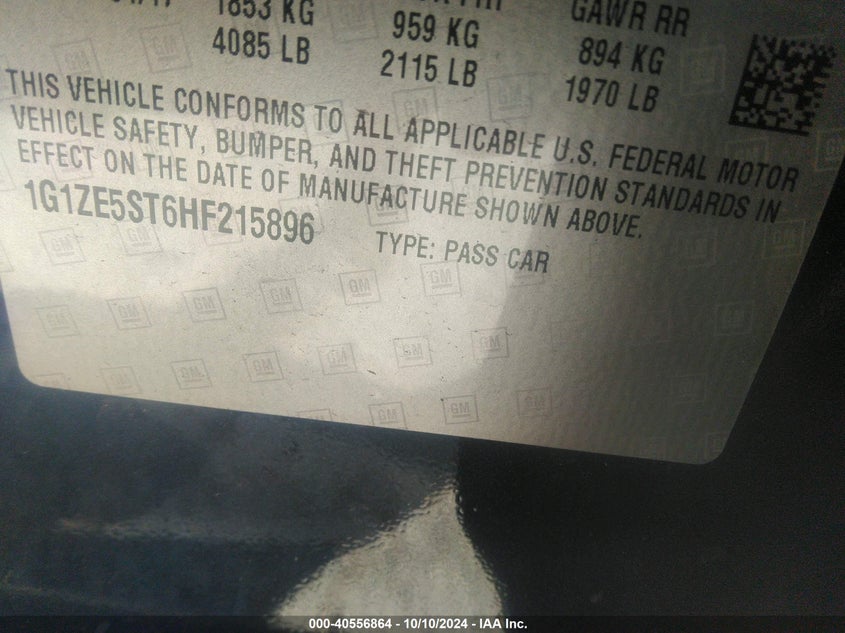 1853 KG
4085 LB
959 KG
2115 LB
GAWR RR
894 KG
1970 LB
THIS VEHICLE CONFORMS TO ALL APPLICABLE U.S. FEDERAL MOTOR
VEHICLE SAFETY, BUMPER, AND THEFT PREVENTION STANDARDS IN
EFFECT ON THE DATE OF MANUFACTURE SHOWN ABOVE.
1G1ZE5ST6HF215896
TYPE: PASS CAR
GM
000-40556864 - 10/10/2024 - IAA Inc.